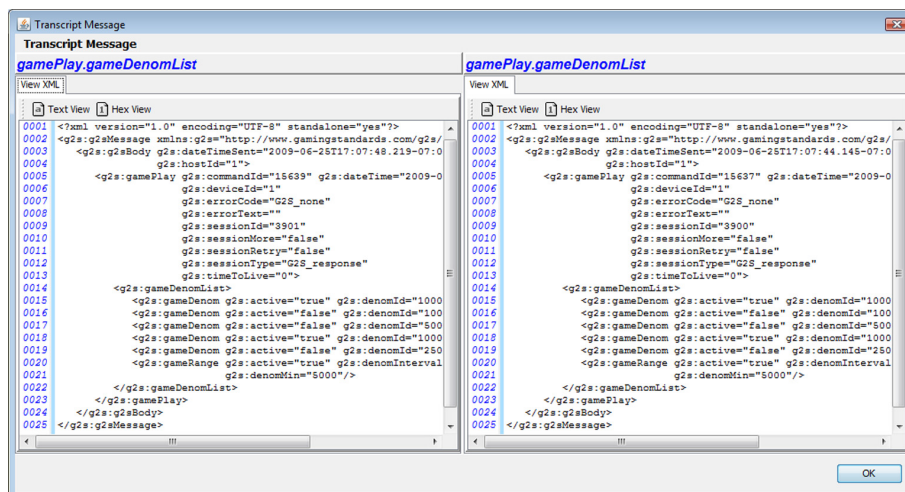 Transcript Message
Transcript Message
gamePlay.gameDenomList
View XML
Text View Hex View
0001 <?xml version="1.0" encoding="UTF-8" standalone="yes"?>
0002 <g2s:g2sMessage xmlns:g2s="http://www.gamingstandards.com/g2s/
0003 <g2s:g2sBody g2s:dateTimeSent="2009-06-25T17:07:48.219-07:0
0004 g2s:hostId="1">
0005 <g2s:gamePlay g2s:commandId="15639" g2s:dateTime="2009-0
0006 g2s:deviceId="1"
0007 g2s:errorCode="G2S_none"
0008 g2s:errorText=""
0009 g2s:sessionId="3901"
0010 g2s:sessionMore="false"
0011 g2s:sessionRetry="false"
0012 g2s:sessionType="G2S_response"
0013 g2s:timeToLive="0">
0014 <g2s:gameDenomList>
0015 <g2s:gameDenom g2s:active="true" g2s:denomId="1000
0016 <g2s:gameDenom g2s:active="false" g2s:denomId="100
0017 <g2s:gameDenom g2s:active="false" g2s:denomId="500
0018 <g2s:gameDenom g2s:active="true" g2s:denomId="1000
0019 <g2s:gameDenom g2s:active="false" g2s:denomId="250
0020 <g2s:gameRange g2s:active="true" g2s:denomInterval
0021 g2s:denomMin="5000"/>
0022 </g2s:gameDenomList>
0023 </g2s:gamePlay>
0024 </g2s:g2sBody>
0025 </g2s:g2sMessage>
gamePlay.gameDenomList
View XML
Text View Hex View
0001 <?xml version="1.0" encoding="UTF-8" standalone="yes"?>
0002 <g2s:g2sMessage xmlns:g2s="http://www.gamingstandards.com/g2s/
0003 <g2s:g2sBody g2s:dateTimeSent="2009-06-25T17:07:44.145-07:0
0004 g2s:hostId="1">
0005 <g2s:gamePlay g2s:commandId="15637" g2s:dateTime="2009-0
0006 g2s:deviceId="1"
0007 g2s:errorCode="G2S_none"
0008 g2s:errorText=""
0009 g2s:sessionId="3900"
0010 g2s:sessionMore="false"
0011 g2s:sessionRetry="false"
0012 g2s:sessionType="G2S_response"
0013 g2s:timeToLive="0">
0014 <g2s:gameDenomList>
0015 <g2s:gameDenom g2s:active="true" g2s:denomId="1000
0016 <g2s:gameDenom g2s:active="false" g2s:denomId="100
0017 <g2s:gameDenom g2s:active="false" g2s:denomId="500
0018 <g2s:gameDenom g2s:active="true" g2s:denomId="1000
0019 <g2s:gameDenom g2s:active="false" g2s:denomId="250
0020 <g2s:gameRange g2s:active="true" g2s:denomInterval
0021 g2s:denomMin="5000"/>
0022 </g2s:gameDenomList>
0023 </g2s:gamePlay>
0024 </g2s:g2sBody>
0025 </g2s:g2sMessage>
OK